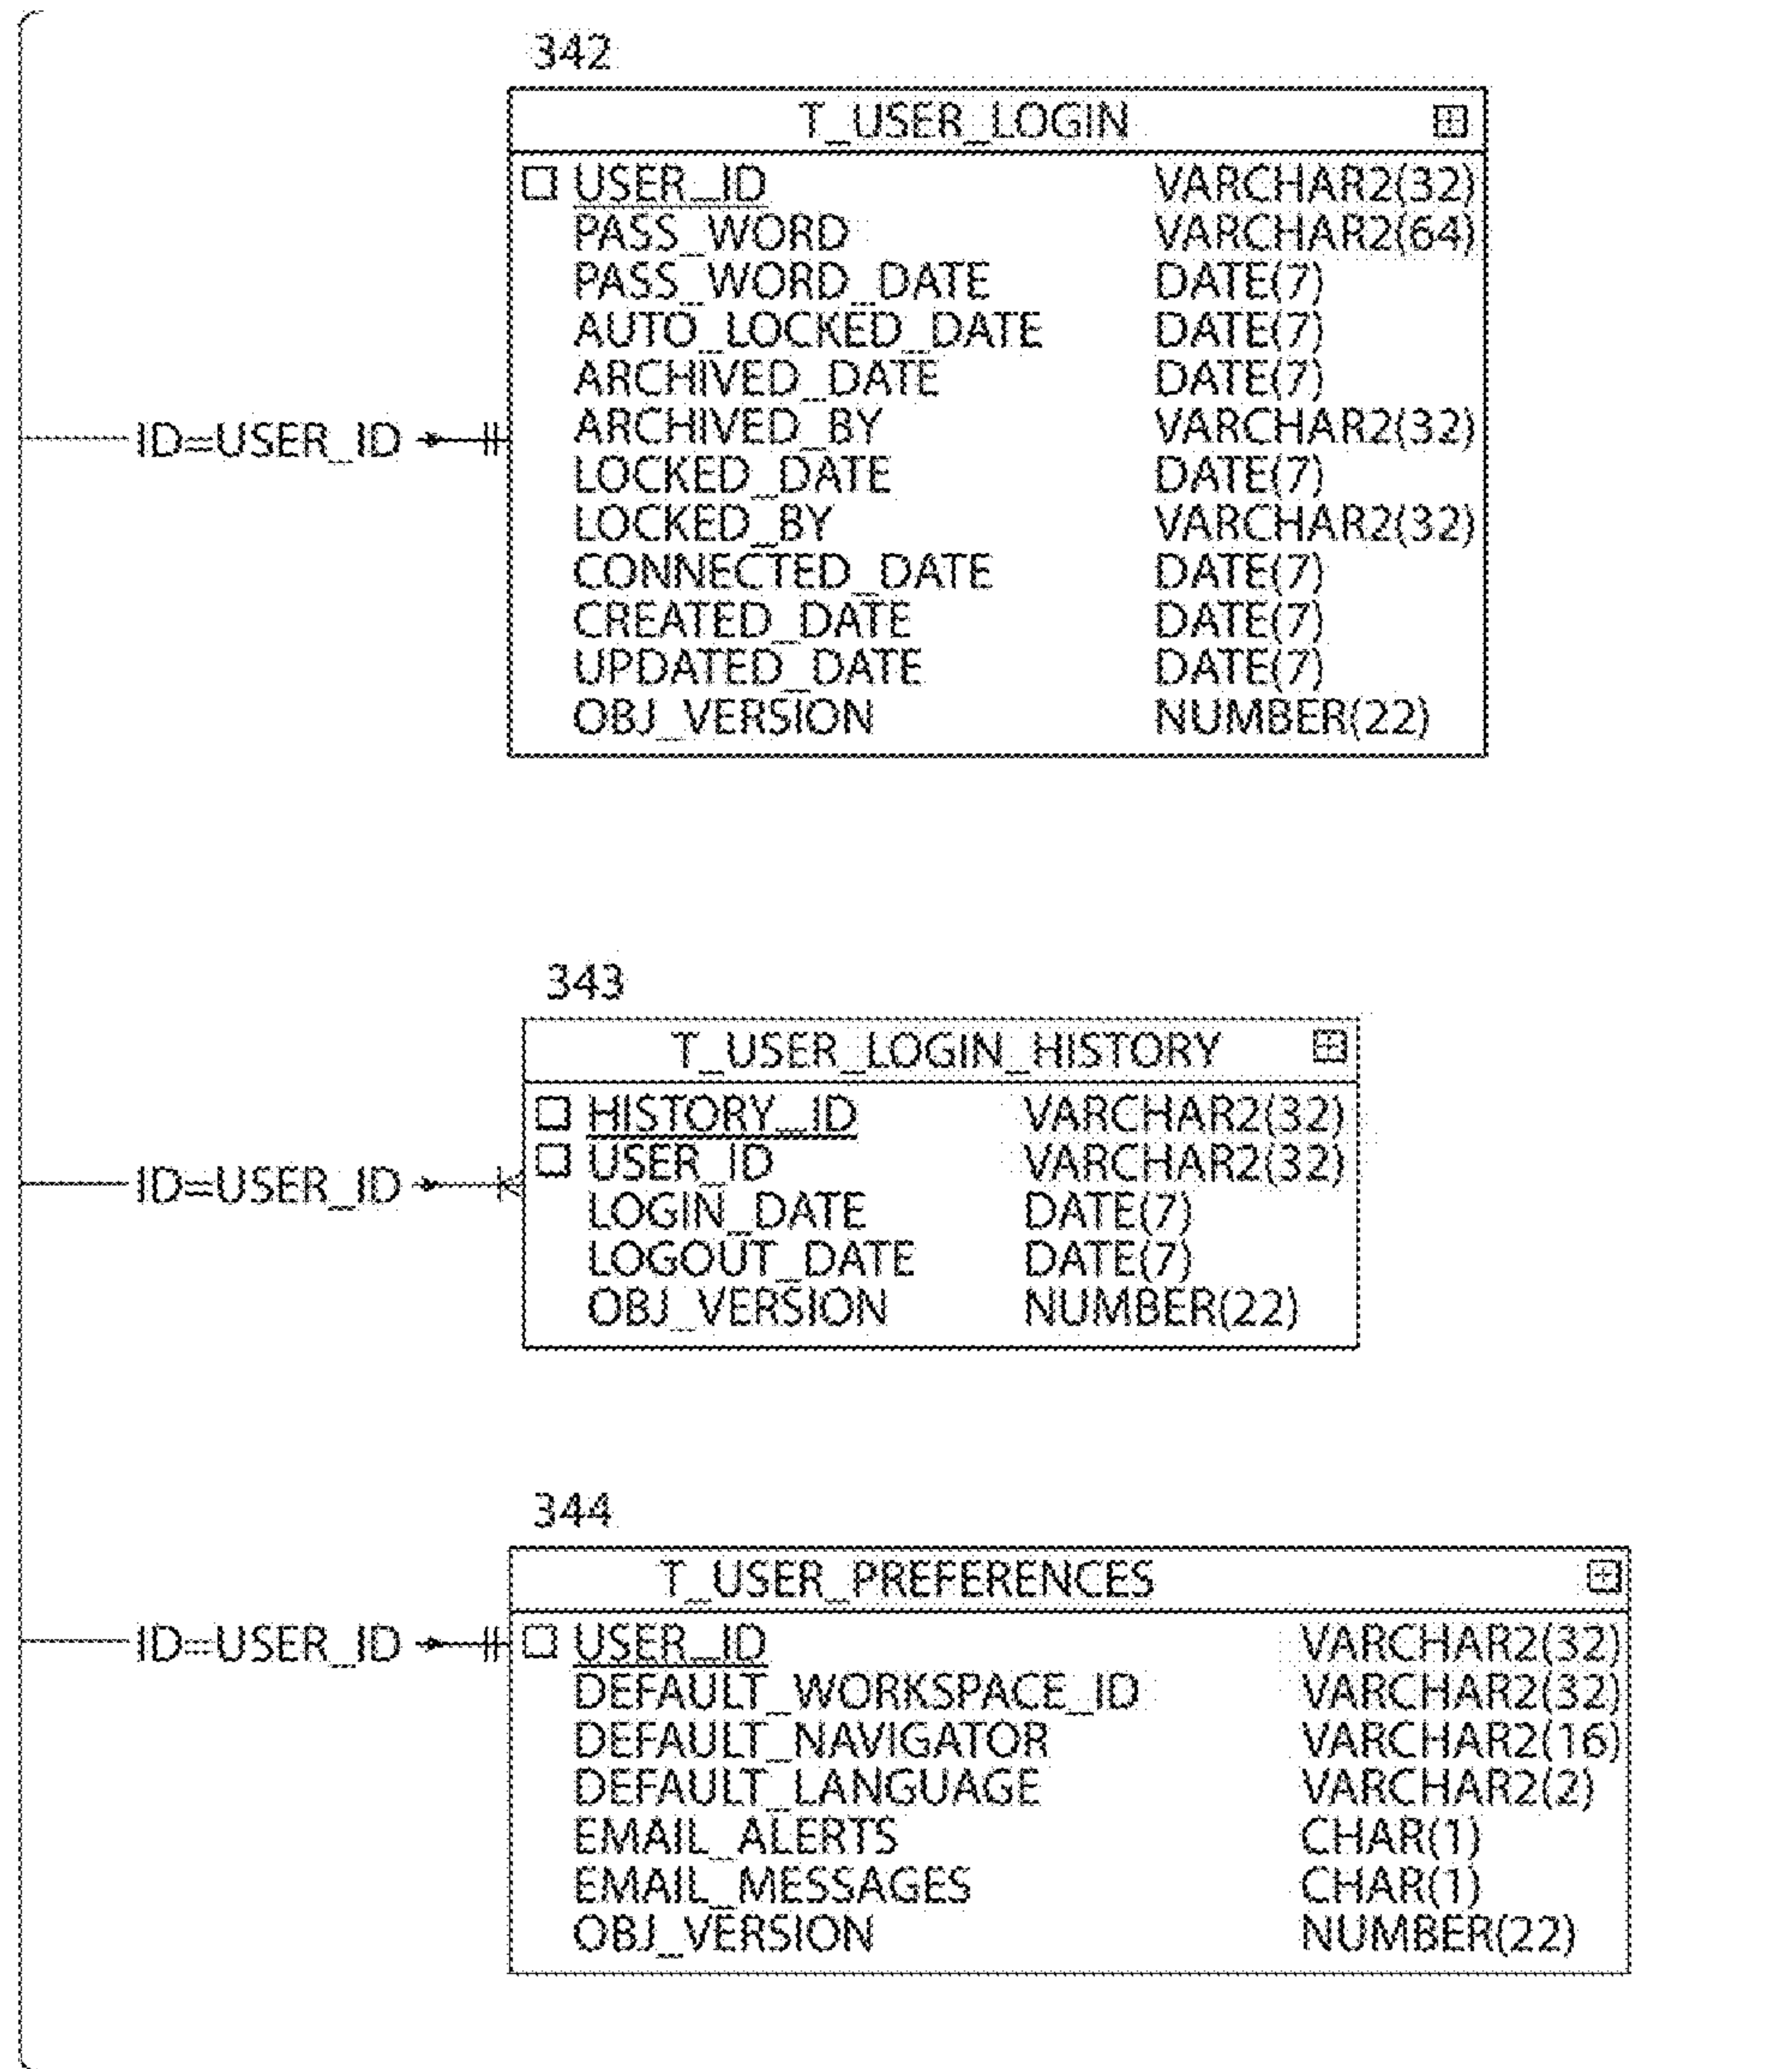 342
T_USER_LOGIN
USER_ID VARCHAR2(32)
PASS_WORD VARCHAR2(64)
PASS_WORD_DATE DATE(7)
AUTO_LOCKED_DATE DATE(7)
ARCHIVED_DATE DATE(7)
ID=USER_ID ARCHIVED_BY VARCHAR2(32)
LOCKED_DATE DATE(7)
LOCKED_BY VARCHAR2(32)
CONNECTED_DATE DATE(7)
CREATED_DATE DATE(7)
UPDATED_DATE DATE(7)
OBJ_VERSION NUMBER(22)
343
T_USER_LOGIN_HISTORY
HISTORY_ID VARCHAR2(32)
ID=USER_ID USER_ID VARCHAR2(32)
LOGIN_DATE DATE(7)
LOGOUT_DATE DATE(7)
OBJ_VERSION NUMBER(22)
344
T_USER_PREFERENCES
ID=USER_ID USER_ID VARCHAR2(32)
DEFAULT_WORKSPACE_ID VARCHAR2(32)
DEFAULT_NAVIGATOR VARCHAR2(16)
DEFAULT_LANGUAGE VARCHAR2(2)
EMAIL_ALERTS CHAR(1)
EMAIL_MESSAGES CHAR(1)
OBJ_VERSION NUMBER(22)